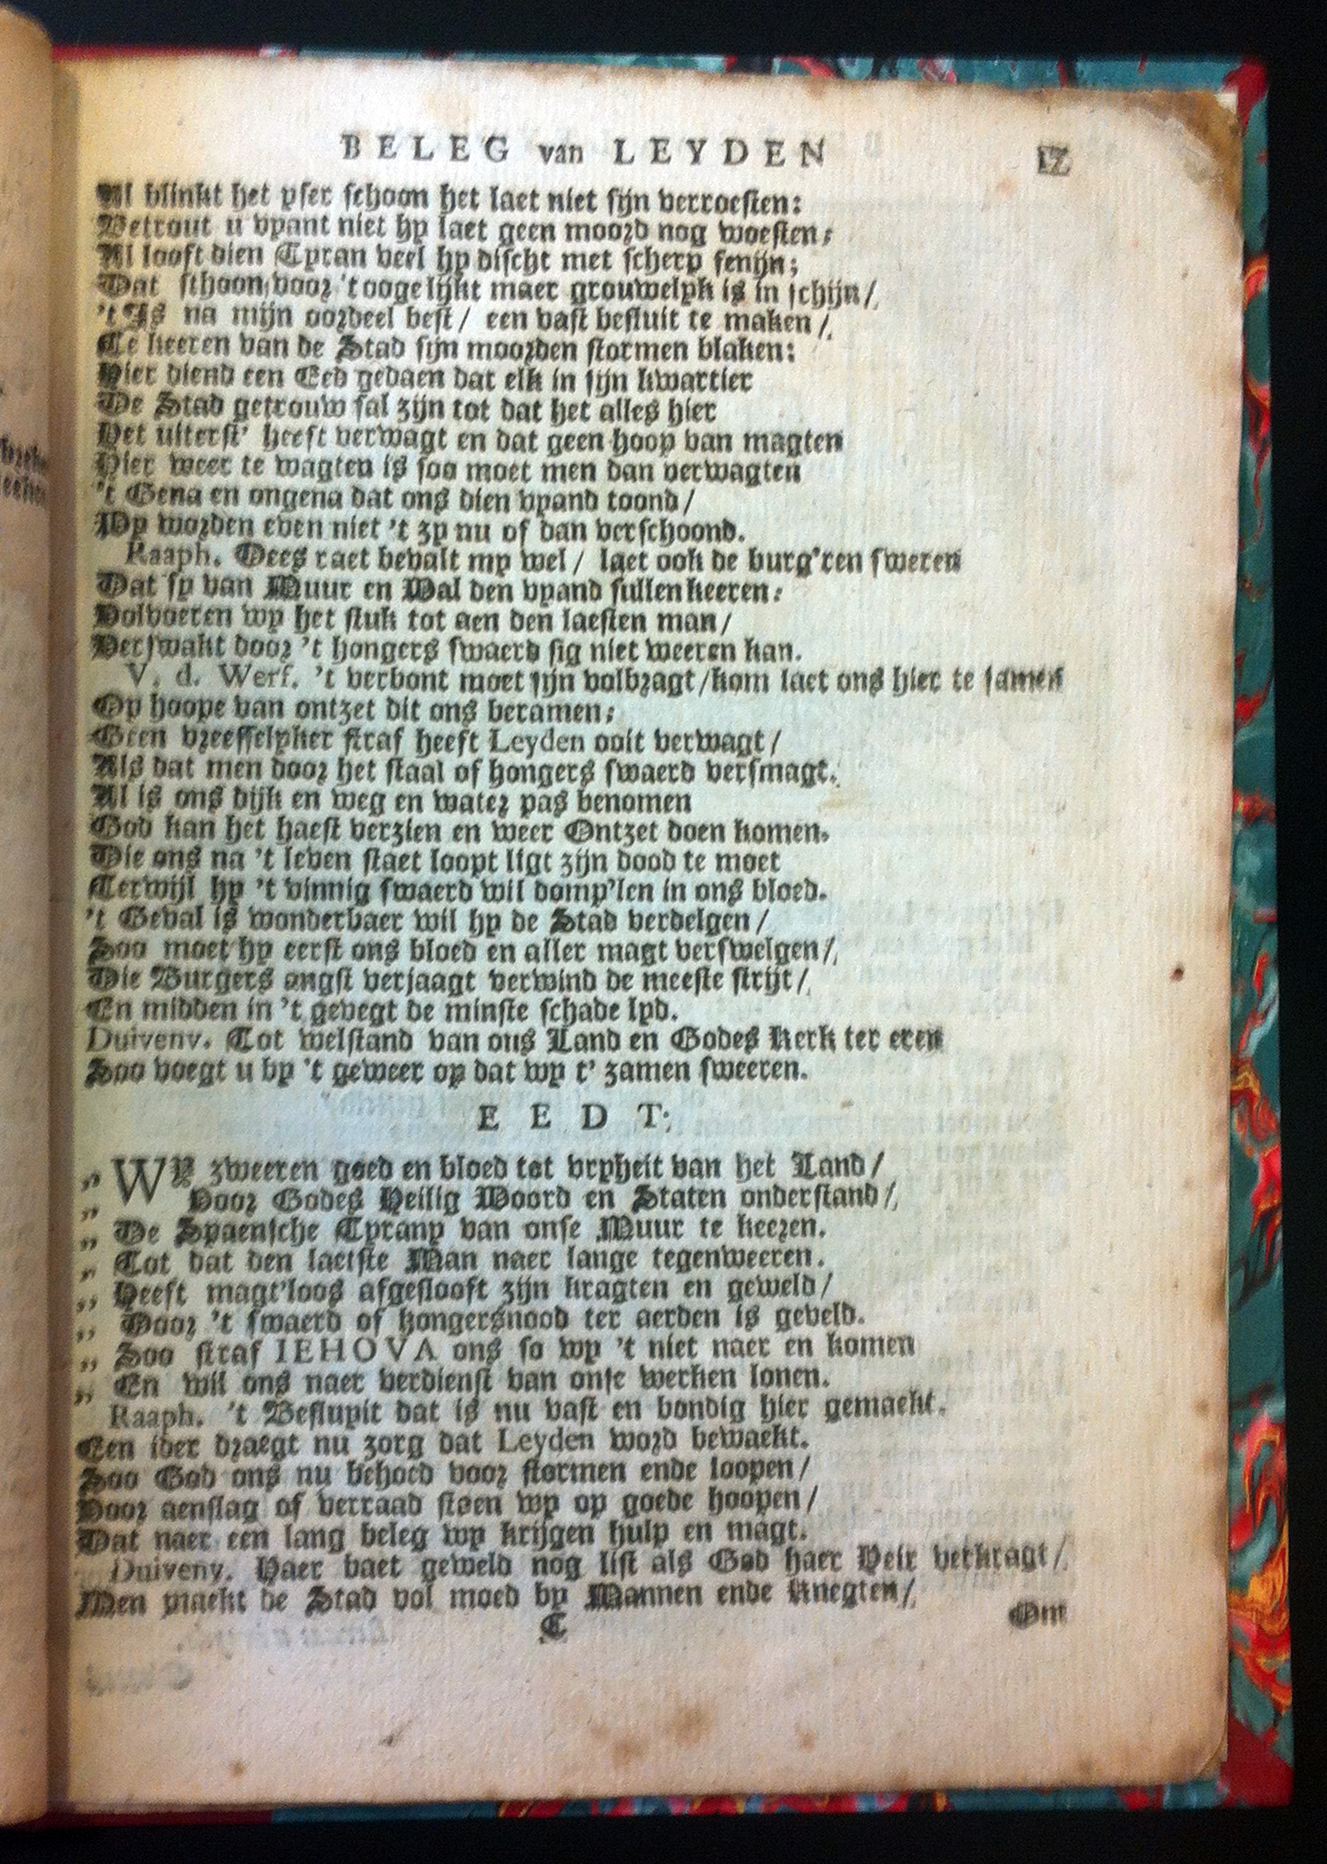 BELEG van LEYDEN 17
Al blinkt het yser schoon het laet niet sijn verroesten:
Betrout u vyant niet hy laet geen moord nog woesten;
Al looft dien Tyran veel hy discht met scherp fenijn;
Dat schoon voor 't ooge lijkt maer grouwelyk is in schijn/
't Is na mijn oordeel best/ een vast besluit te maken/
Te keeren van de Stad sijn moorden stormen blaken:
Hier diend een Eed gedaen dat elk in sijn kwartier
De Stad getrouw sal zijn tot dat het alles hier
Het uiterst' heeft verwagt en dat geen hoop van magten
Hier weer te wagten is soo moet men dan verwagten
't Gena en ongena dat ons dien vyand toond/
Wy worden even niet 't zy nu of dan verschoond.
Raaph. Dees raet bevalt my wel/ laet ook de burg'ren sweren
Dat sy van Muur en Wal den vyand sullen keeren:
Volvoeren wy het stuk tot aen den laesten man/
Verswakt door 't hongers swaerd sig niet weeren kan.
V. d. Werf. 't verbont moet sijn volbragt/kom laet ons hier te samen
Op hoope van ontzet dit ons beramen:
Geen vreesselyker straf heeft Leyden ooit verwagt/
Als dat men door het staal of hongers swaerd versmagt.
Al is ons dijk en weg en water pas benomen
God kan het haest verzien en weer Ontzet doen komen.
Die ons na 't leven staet loopt ligt zijn dood te moet
Terwijl hy 't vinnig swaerd wil domp'len in ons bloed.
't Geval is wonderbaer wil hy de Stad verdelgen/
Soo moet hy eerst ons bloed en aller magt verswelgen/
Die Burgers angst verjaagt verwind de meeste strijt/
En midden in 't gevegt de minste schade lyd.
Duivenv. Tot welstand van ons Land en Godes Kerk ter eren
Soo voegt u by 't geweer op dat wy t' zamen sweeren.
EEDT:
„ WY zweeren goed en bloed tot vryheit van het Land/
„ Door Godes Heilig Woord en Staten onderstand/
„ De Spaensche Tyrany van onse Muur te keeren.
„ Tot dat den laetste Man naer lange tegenweeren.
„ Heeft magt'loos afgeslooft zijn kragten en geweld/
„ Door 't swaerd of hongersnood ter aerden is geveld.
„ Soo straf IEHOVA ons so wy 't niet naer en komen
„ En wil ons naer verdienst van onse werken lonen.
Raaph. 't Besluyit dat is nu vast en bondig hier gemaekt.
Een ider draegt nu zorg dat Leyden word bewaekt.
Soo God ons nu behoed voor stormen ende loopen/
Door aenslag of verraad stoen wy op goede hoopen/
Dat naer een lang beleg wy krijgen hulp en magt.
Duivenv. Haer baet geweld nog list als God haer Heir verkragt/
Men maekt de Stad vol moed by Mannen ende Knegten/
C Om